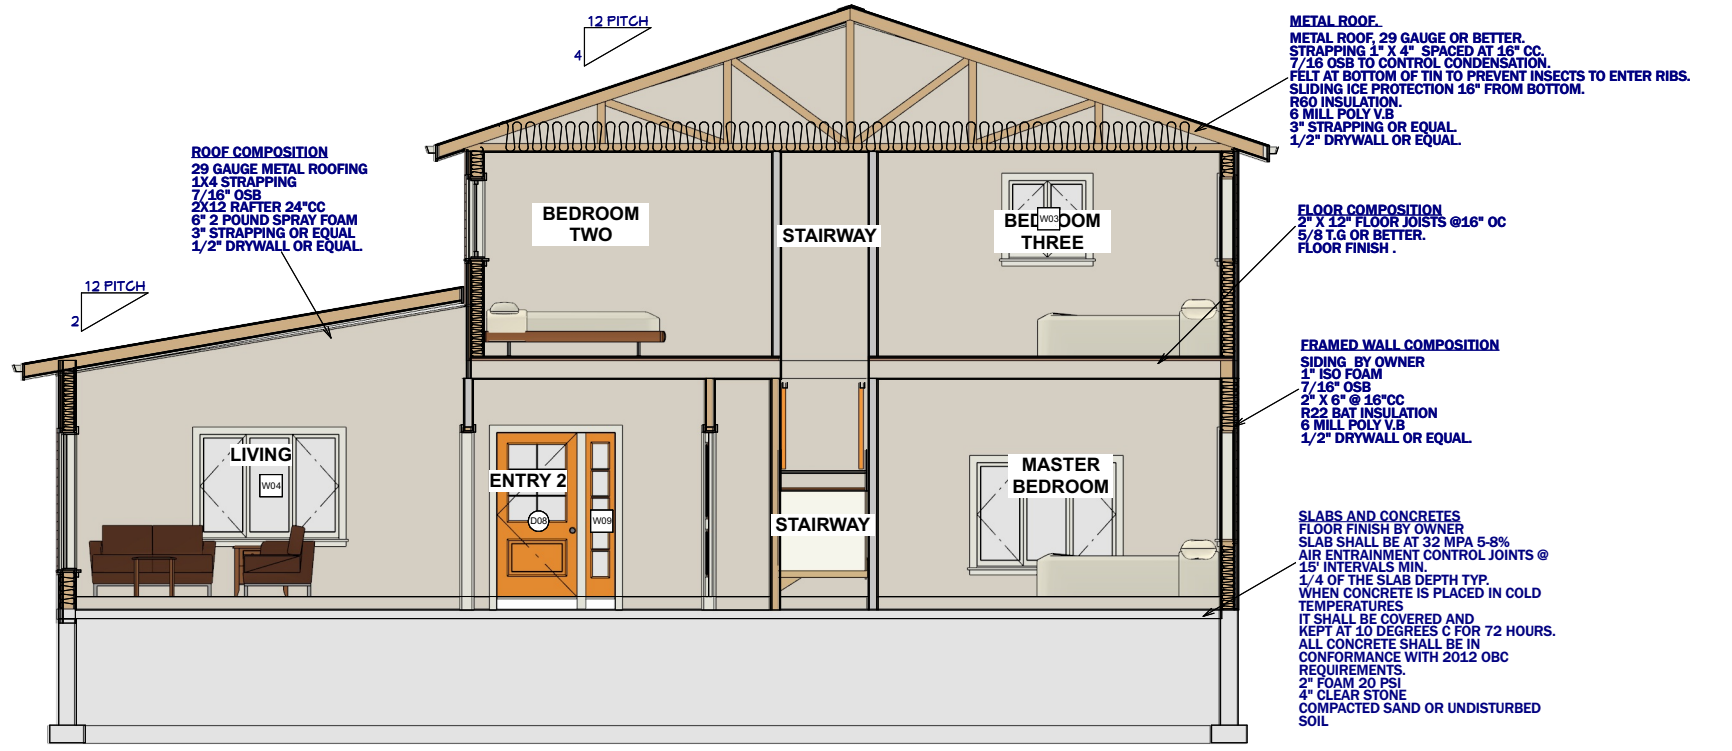 12 PITCH
4
METAL ROOF.
METAL ROOF, 29 GAUGE OR BETTER.
STRAPPING 1" X 4" SPACED AT 16" CC.
7/16 OSB TO CONTROL CONDENSATION.
FELT AT BOTTOM OF TIN TO PREVENT INSECTS TO ENTER RIBS.
SLIDING ICE PROTECTION 16" FROM BOTTOM.
R60 INSULATION.
6 MILL POLY V.B
3" STRAPPING OR EQUAL.
1/2" DRYWALL OR EQUAL.
ROOF COMPOSITION
29 GAUGE METAL ROOFING
1X4 STRAPPING
7/16" OSB
2X12 RAFTER 24"CC
6" 2 POUND SPRAY FOAM
3" STRAPPING OR EQUAL
1/2" DRYWALL OR EQUAL.
12 PITCH
2
BEDROOM
TWO
STAIRWAY
W03
THREE
FLOOR COMPOSITION
2" X 12" FLOOR JOISTS @16" OC
5/8 T.G OR BETTER.
FLOOR FINISH .
FRAMED WALL COMPOSITION
SIDING BY OWNER
1" ISO FOAM
7/16" OSB
2" X 6" @ 16"CC
R22 BAT INSULATION
6 MILL POLY V.B
1/2" DRYWALL OR EQUAL.
LIVING
W04
ENTRY 2
D08
W09
STAIRWAY
MASTER
BEDROOM
SLABS AND CONCRETES
FLOOR FINISH BY OWNER
SLAB SHALL BE AT 32 MPA 5-8%
AIR ENTRAINMENT CONTROL JOINTS @
15' INTERVALS MIN.
1/4 OF THE SLAB DEPTH TYP.
WHEN CONCRETE IS PLACED IN COLD
TEMPERATURES
IT SHALL BE COVERED AND
KEPT AT 10 DEGREES C FOR 72 HOURS.
ALL CONCRETE SHALL BE IN
CONFORMANCE WITH 2012 OBC
REQUIREMENTS.
2" FOAM 20 PSI
4" CLEAR STONE
COMPACTED SAND OR UNDISTURBED
SOIL